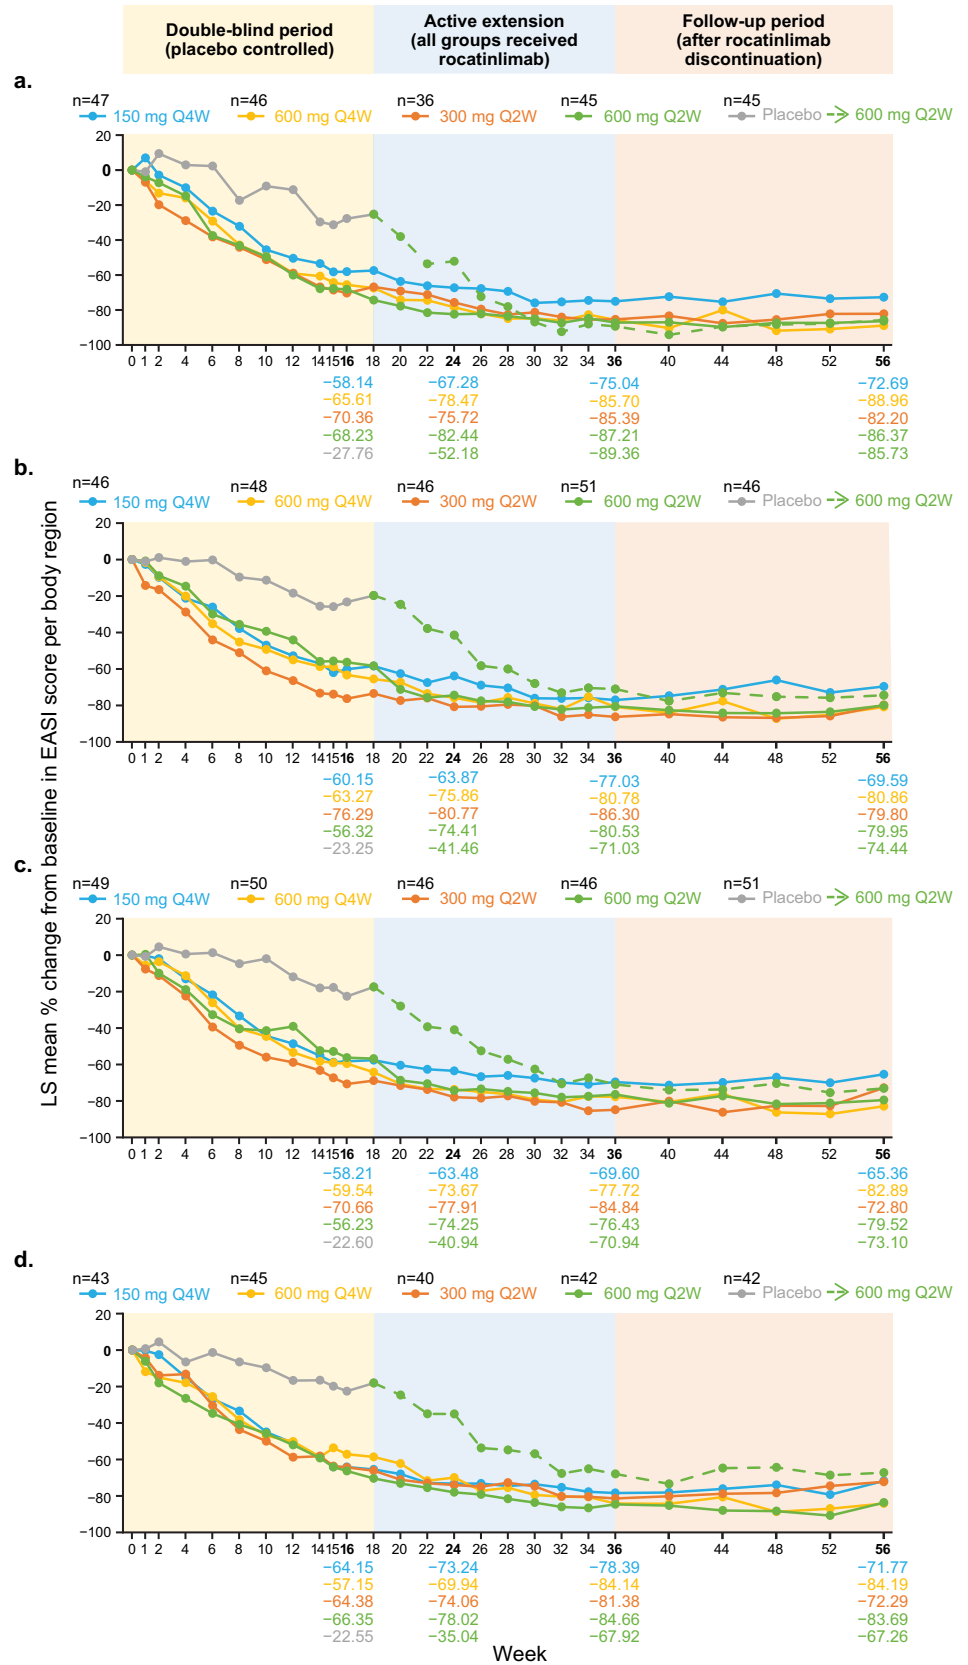 Double-blind period
(placebo controlled)
Active extension
(all groups received
rocatinlimab)
Follow-up period
(after rocatinlimab
discontinuation)
LS mean % change from baseline in EASI score per body region
a.
n=47 n=46 n=36 n=45 n=45
150 mg Q4W 600 mg Q4W 300 mg Q2W 600 mg Q2W Placebo 600 mg Q2W
20
0
−20
−40
−60
−80
−100
0 1 2 4 6 8 10 12 14 15 16 18 20 22 24 26 28 30 32 34 36 40 44 48 52 56
−58.14 −67.28 −75.04 −72.69
−65.61 −78.47 −85.70 −88.96
−70.36 −75.72 −85.39 −82.20
−68.23 −82.44 −87.21 −86.37
−27.76 −52.18 −89.36 −85.73
b.
n=46 n=48 n=46 n=51 n=46
150 mg Q4W 600 mg Q4W 300 mg Q2W 600 mg Q2W Placebo 600 mg Q2W
20
0
−20
−40
−60
−80
−100
0 1 2 4 6 8 10 12 14 15 16 18 20 22 24 26 28 30 32 34 36 40 44 48 52 56
−60.15 −63.87 −77.03 −69.59
−63.27 −75.86 −80.78 −80.86
−76.29 −80.77 −86.30 −79.80
−56.32 −74.41 −80.53 −79.95
−23.25 −41.46 −71.03 −74.44
c.
n=49 n=50 n=46 n=46 n=51
150 mg Q4W 600 mg Q4W 300 mg Q2W 600 mg Q2W Placebo 600 mg Q2W
20
0
−20
−40
−60
−80
−100
0 1 2 4 6 8 10 12 14 15 16 18 20 22 24 26 28 30 32 34 36 40 44 48 52 56
−58.21 −63.48 −69.60 −65.36
−59.54 −73.67 −77.72 −82.89
−70.66 −77.91 −84.84 −72.80
−56.23 −74.25 −76.43 −79.52
−22.60 −40.94 −70.94 −73.10
d.
n=43 n=45 n=40 n=42 n=42
150 mg Q4W 600 mg Q4W 300 mg Q2W 600 mg Q2W Placebo 600 mg Q2W
20
0
−20
−40
−60
−80
−100
0 1 2 4 6 8 10 12 14 15 16 18 20 22 24 26 28 30 32 34 36 40 44 48 52 56
−64.15 −73.24 −78.39 −71.77
−57.15 −69.94 −84.14 −84.19
−64.38 −74.06 −81.38 −72.29
−66.35 −78.02 −84.66 −83.69
−22.55 −35.04 −67.92 −67.26
Week